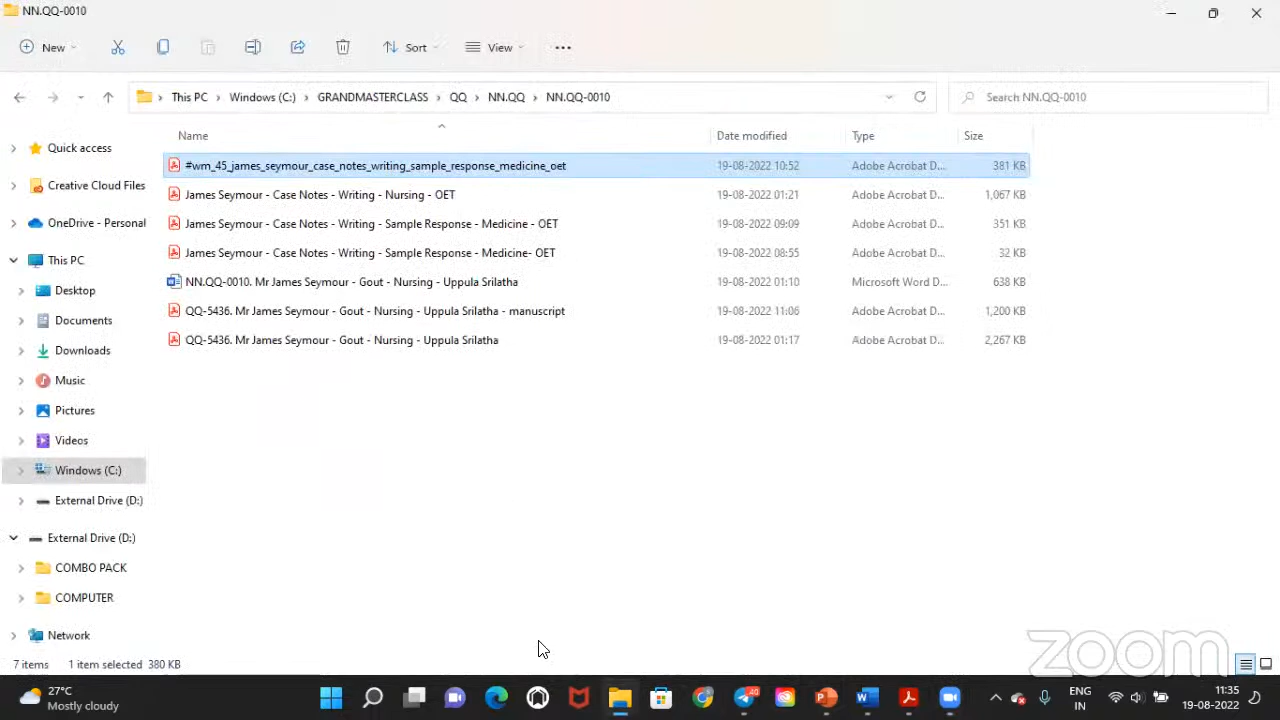 NN.QQ-0010
New
Sort
View
This PC > Windows (C:) > GRANDMASTERCLASS > QQ > NN.QQ > NN.QQ-0010
Search NN.QQ-0010
Name Date modified Type Size
#wm_45_james_seymour_case_notes_writing_sample_response_medicine_oet 19-08-2022 10:52 Adobe Acrobat D... 381 KB
James Seymour - Case Notes - Writing - Nursing - OET 19-08-2022 01:21 Adobe Acrobat D... 1,067 KB
James Seymour - Case Notes - Writing - Sample Response - Medicine - OET 19-08-2022 09:09 Adobe Acrobat D... 351 KB
James Seymour - Case Notes - Writing - Sample Response - Medicine- OET 19-08-2022 08:55 Adobe Acrobat D... 32 KB
NN.QQ-0010. Mr James Seymour - Gout - Nursing - Uppula Srilatha 19-08-2022 01:10 Microsoft Word D... 638 KB
QQ-5436. Mr James Seymour - Gout - Nursing - Uppula Srilatha - manuscript 19-08-2022 11:06 Adobe Acrobat D... 1,200 KB
QQ-5436. Mr James Seymour - Gout - Nursing - Uppula Srilatha 19-08-2022 01:17 Adobe Acrobat D... 2,267 KB
Quick access
Creative Cloud Files
OneDrive - Personal
This PC
Desktop
Documents
Downloads
Music
Pictures
Videos
Windows (C:)
External Drive (D:)
External Drive (D:)
COMBO PACK
COMPUTER
Network
7 items 1 item selected 380 KB
zoom
27°C
Mostly cloudy
40
ENG
IN
11:35
19-08-2022